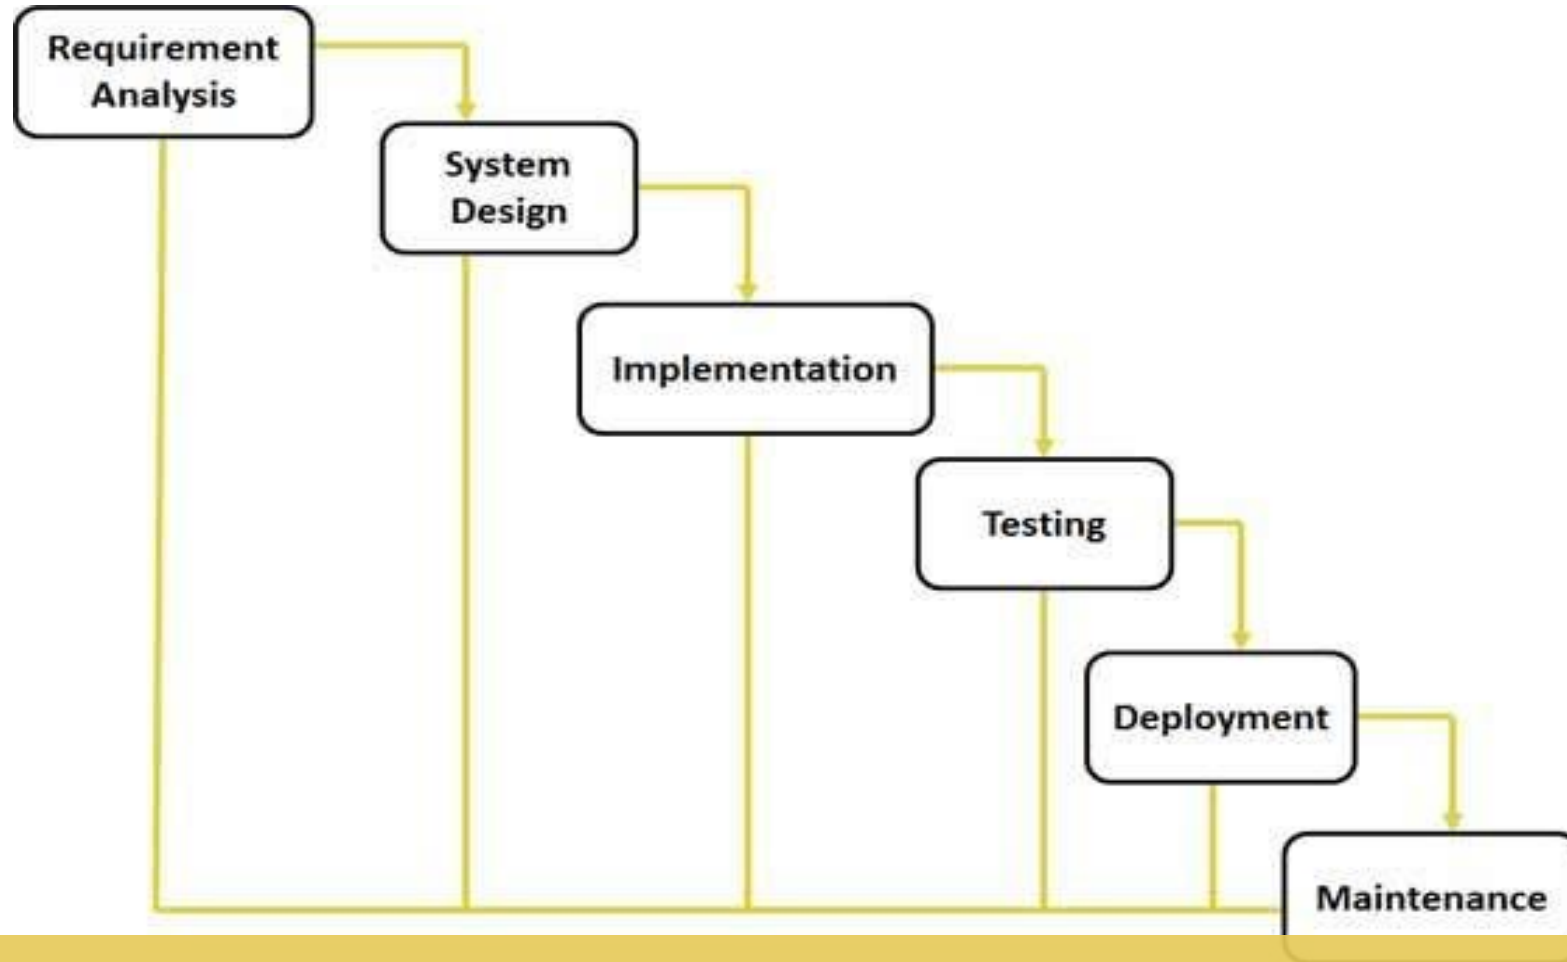 Requirement
Analysis
System
Design
Implementation
Testing
Deployment
Maintenance